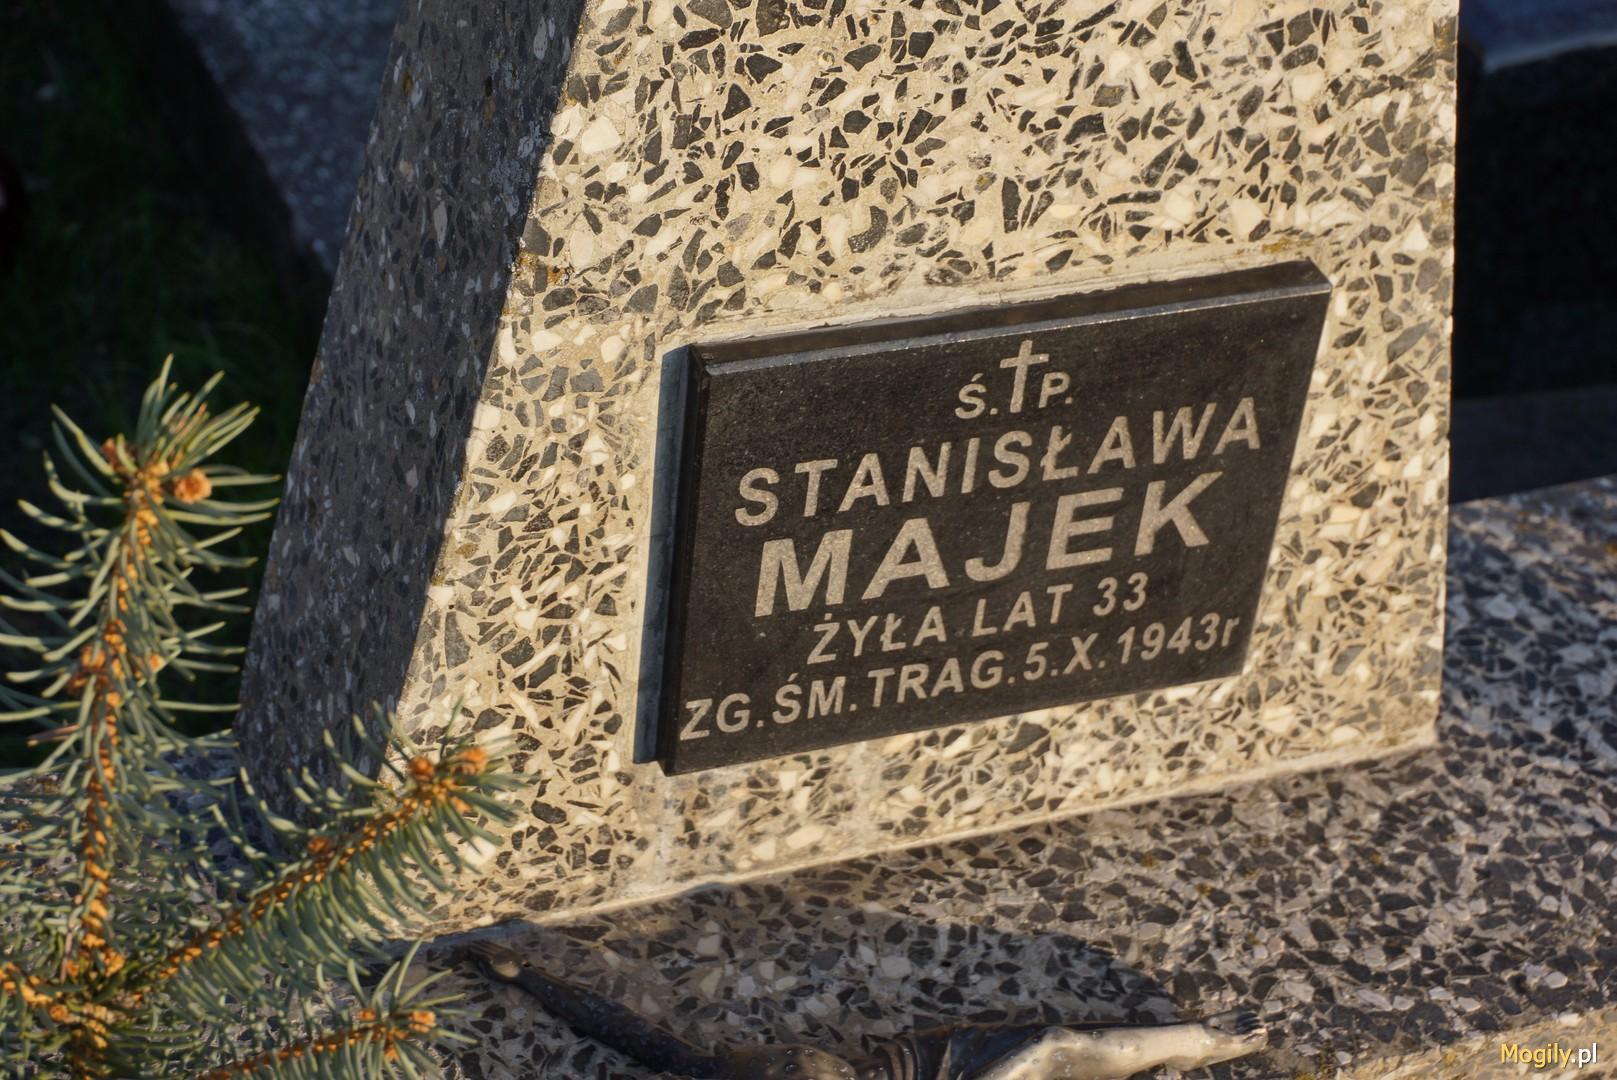 Ś.†P.
STANISŁAWA
MAJEK
ŻYŁA LAT 33
ZG.ŚM.TRAG.5.X.1943r
Mogily.pl